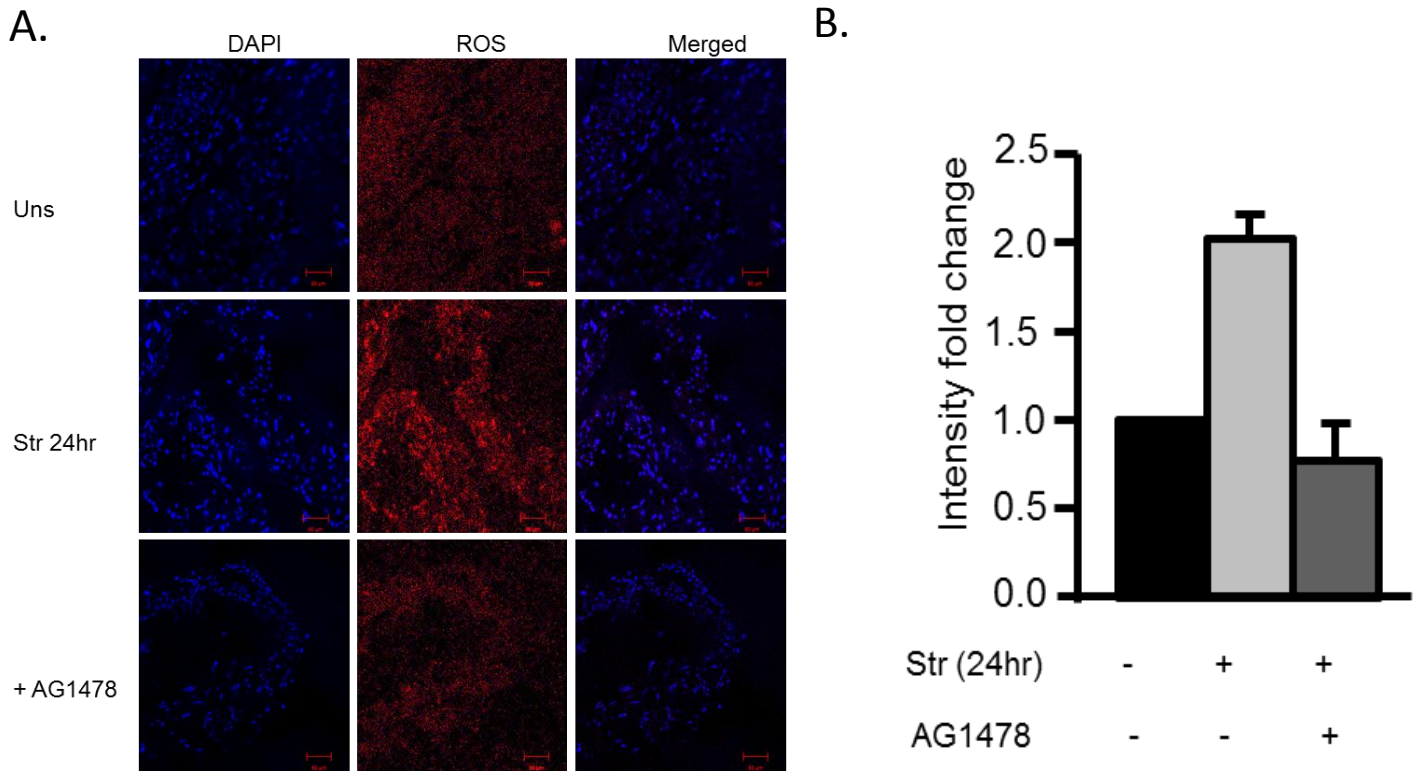 A.
DAPI ROS Merged
Uns
Str 24hr
+ AG1478
B.
Intensity fold change
2.5
2.0
1.5
1.0
0.5
0.0
Str (24hr) - + +
AG1478 - - +